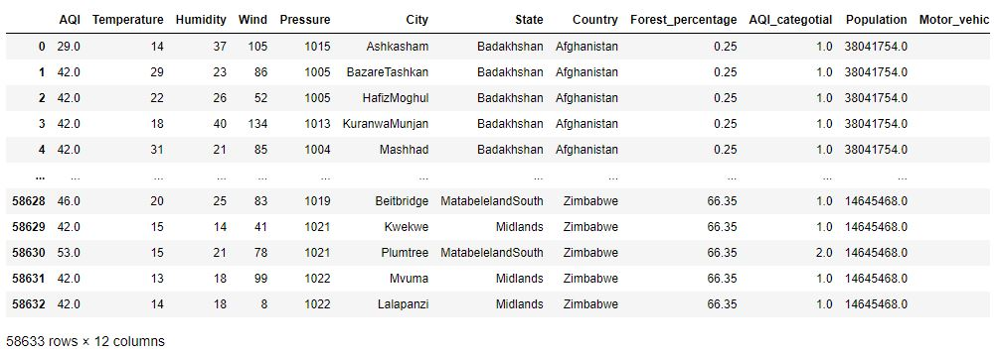 AQI Temperature Humidity Wind Pressure City State Country Forest_percentage AQI_categotial Population Motor_vehic
0 29.0 14 37 105 1015 Ashkasham Badakhshan Afghanistan 0.25 1.0 38041754.0
1 42.0 29 23 86 1005 BazareTashkan Badakhshan Afghanistan 0.25 1.0 38041754.0
2 42.0 22 26 52 1005 HafizMoghul Badakhshan Afghanistan 0.25 1.0 38041754.0
3 42.0 18 40 134 1013 KuranwaMunjan Badakhshan Afghanistan 0.25 1.0 38041754.0
4 42.0 31 21 85 1004 Mashhad Badakhshan Afghanistan 0.25 1.0 38041754.0
... ... ... ... ... ... ... ... ... ... ... ...
58628 46.0 20 25 83 1019 Beitbridge MatabelelandSouth Zimbabwe 66.35 1.0 14645468.0
58629 42.0 15 14 41 1021 Kwekwe Midlands Zimbabwe 66.35 1.0 14645468.0
58630 53.0 15 21 78 1021 Plumtree MatabelelandSouth Zimbabwe 66.35 2.0 14645468.0
58631 42.0 13 18 99 1022 Mvuma Midlands Zimbabwe 66.35 1.0 14645468.0
58632 42.0 14 18 8 1022 Lalapanzi Midlands Zimbabwe 66.35 1.0 14645468.0
58633 rows × 12 columns